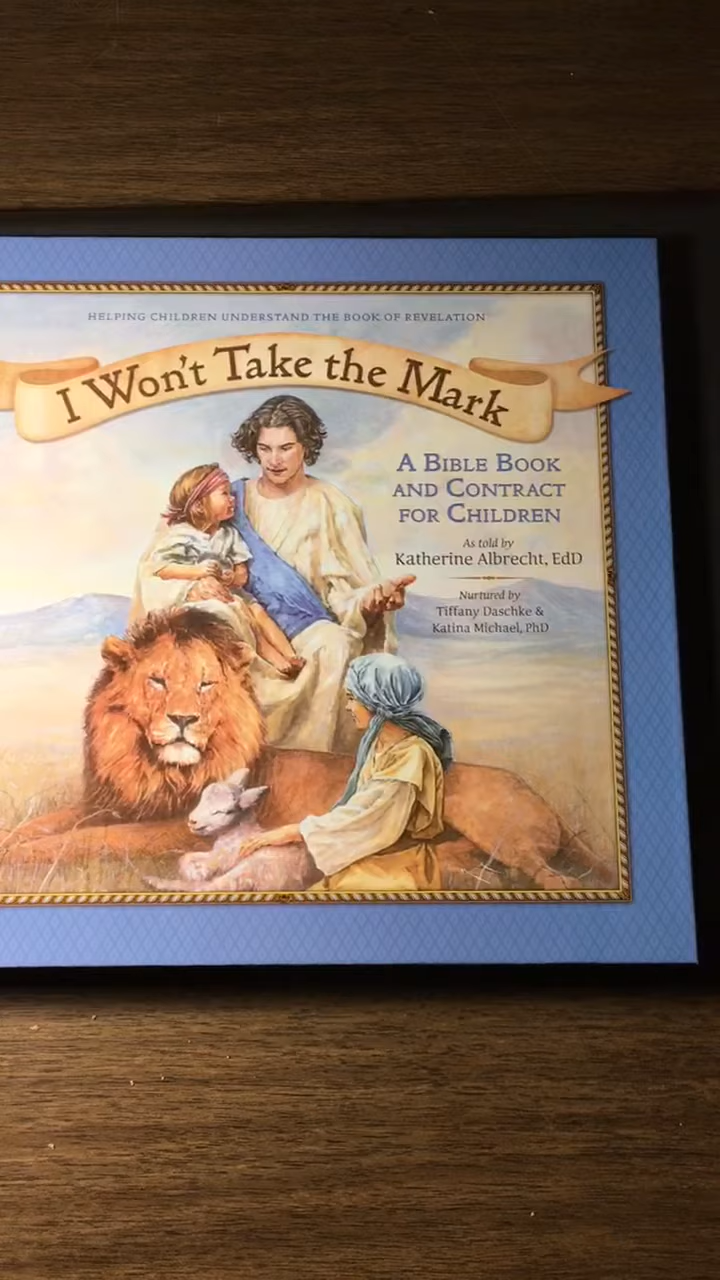 HELPING CHILDREN UNDERSTAND THE BOOK OF REVELATION
I Won't Take the Mark
A BIBLE BOOK
AND CONTRACT
FOR CHILDREN
As told by
Katherine Albrecht, EdD
Nurtured by
Tiffany Daschke &
Katina Michael, PhD